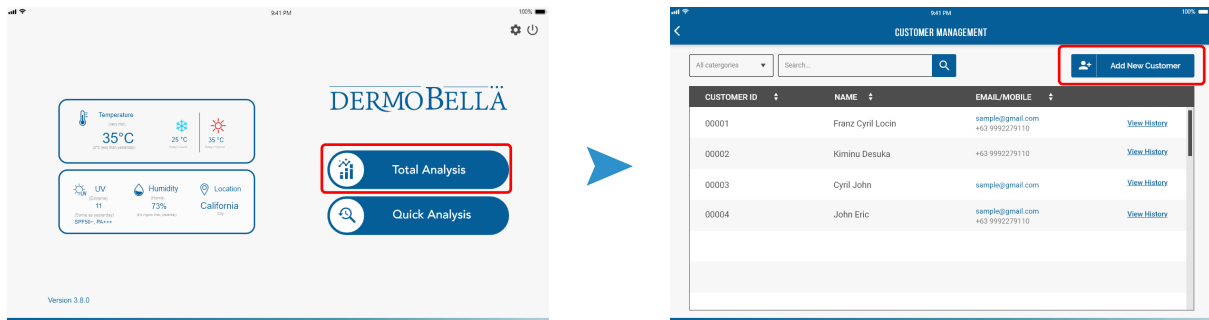 9:41 PM
100%
DERMOBELLÄ
Temperature
35°C
25 °C
35 °C
Total Analysis
UV
Humidity
Location
(Extreme)
11
73%
California
SPF50~, PA+++
Quick Analysis
Version 3.8.0
9:41 PM
100%
CUSTOMER MANAGEMENT
All catergories
Search...
Add New Customer
CUSTOMER ID
NAME
EMAIL/MOBILE
00001
Franz Cyril Locin
sample@gmail.com
+63 9992279110
View History
00002
Kiminu Desuka
+63 9992279110
View History
00003
Cyril John
sample@gmail.com
View History
00004
John Eric
sample@gmail.com
+63 9992279110
View History